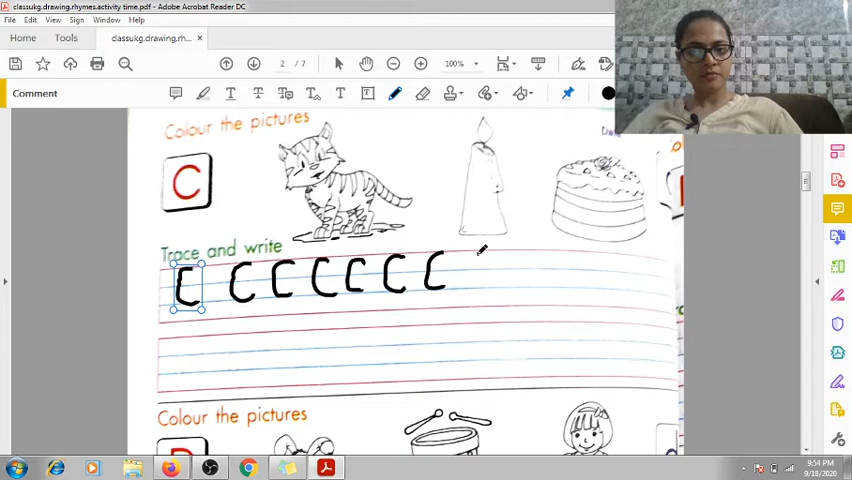 classukg.drawing.rhymes.activity time.pdf - Adobe Acrobat Reader DC
File Edit View Sign Window Help
Home Tools classukg.drawing.rh... ×
2 / 7 100%
Comment
Colour the pictures
C
Trace and write
C C C C C C C
Colour the pictures
9:54 PM
9/18/2020